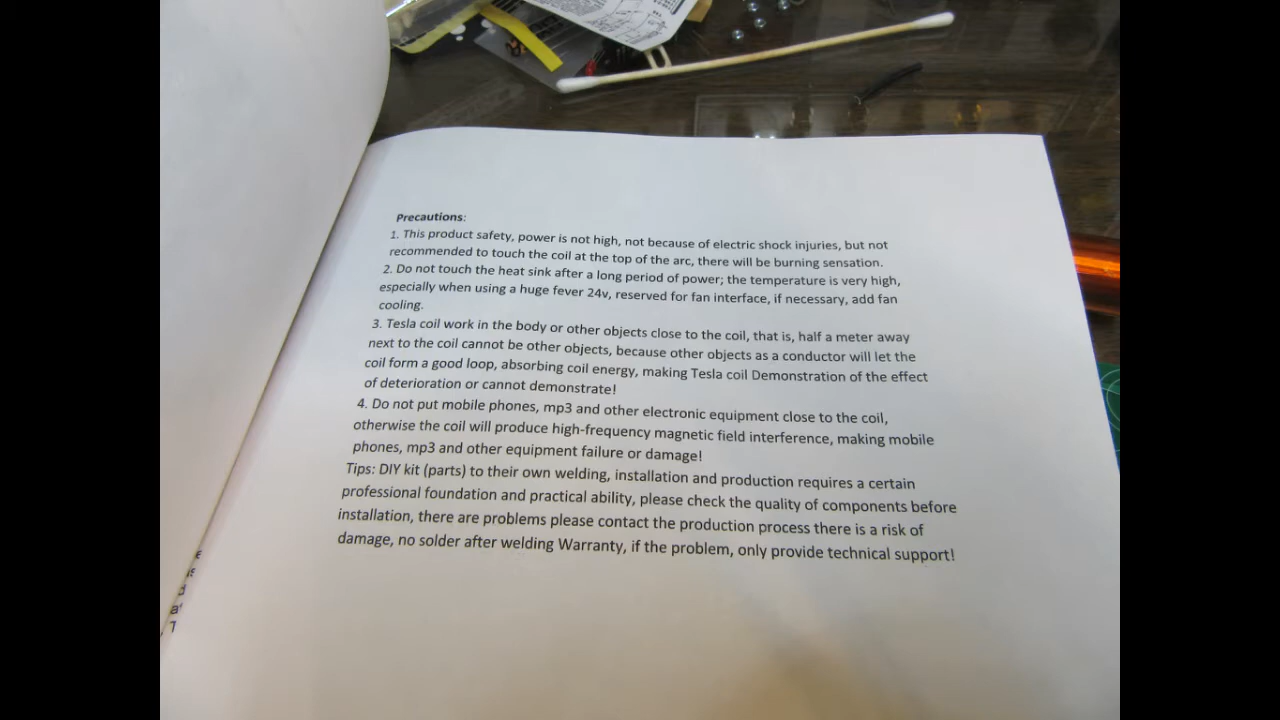 Precautions:
1. This product safety, power is not high, not because of electric shock injuries, but not
recommended to touch the coil at the top of the arc, there will be burning sensation.
2. Do not touch the heat sink after a long period of power; the temperature is very high,
especially when using a huge fever 24v, reserved for fan interface, if necessary, add fan
cooling.
3. Tesla coil work in the body or other objects close to the coil, that is, half a meter away
next to the coil cannot be other objects, because other objects as a conductor will let the
coil form a good loop, absorbing coil energy, making Tesla coil Demonstration of the effect
of deterioration or cannot demonstrate!
4. Do not put mobile phones, mp3 and other electronic equipment close to the coil,
otherwise the coil will produce high-frequency magnetic field interference, making mobile
phones, mp3 and other equipment failure or damage!
Tips: DIY kit (parts) to their own welding, installation and production requires a certain
professional foundation and practical ability, please check the quality of components before
installation, there are problems please contact the production process there is a risk of
damage, no solder after welding Warranty, if the problem, only provide technical support!